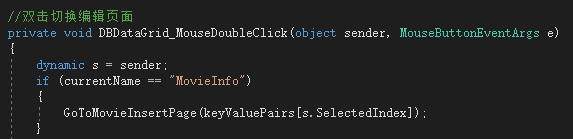 //双击切换编辑页面
private void DBDataGrid_MouseDoubleClick(object sender, MouseButtonEventArgs e)
{
dynamic s = sender;
if (currentName == "MovieInfo")
{
GoToMovieInsertPage(keyValuePairs[s.SelectedIndex]);
}